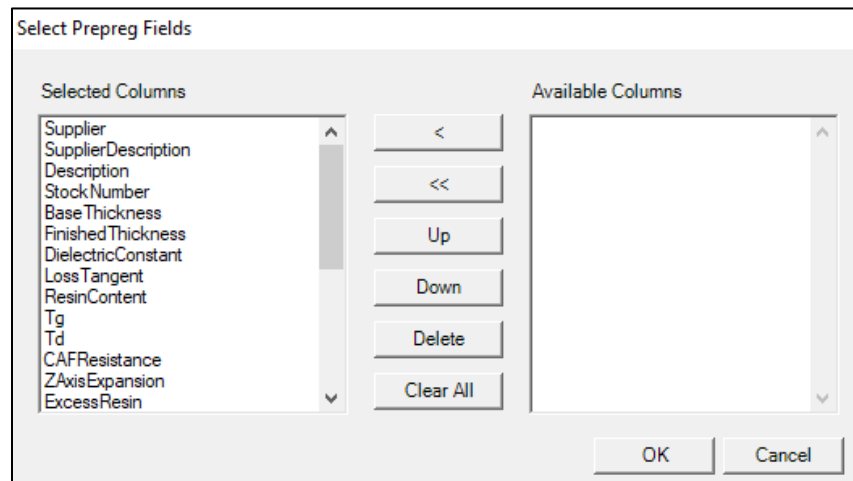 Select Prepreg Fields
Selected Columns
Available Columns
Supplier
SupplierDescription
Description
StockNumber
BaseThickness
FinishedThickness
DielectricConstant
LossTangent
ResinContent
Tg
Td
CAFResistance
ZAxisExpansion
ExcessResin
<
<<
Up
Down
Delete
Clear All
OK
Cancel